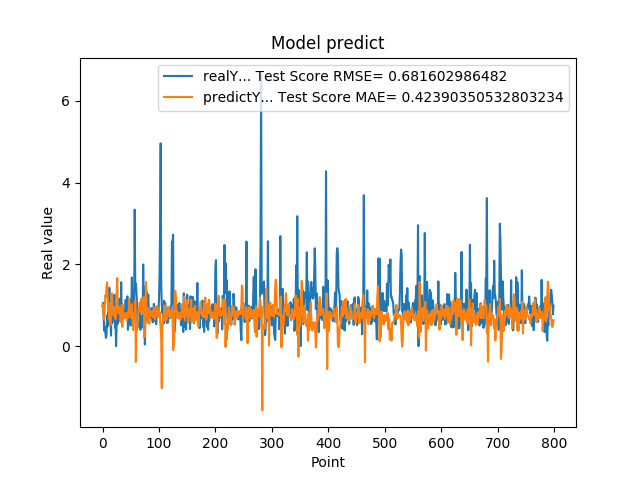 Model predict
realY... Test Score RMSE= 0.681602986482
predictY... Test Score MAE= 0.42390350532803234
6
4
2
0
Real value
0 100 200 300 400 500 600 700 800
Point